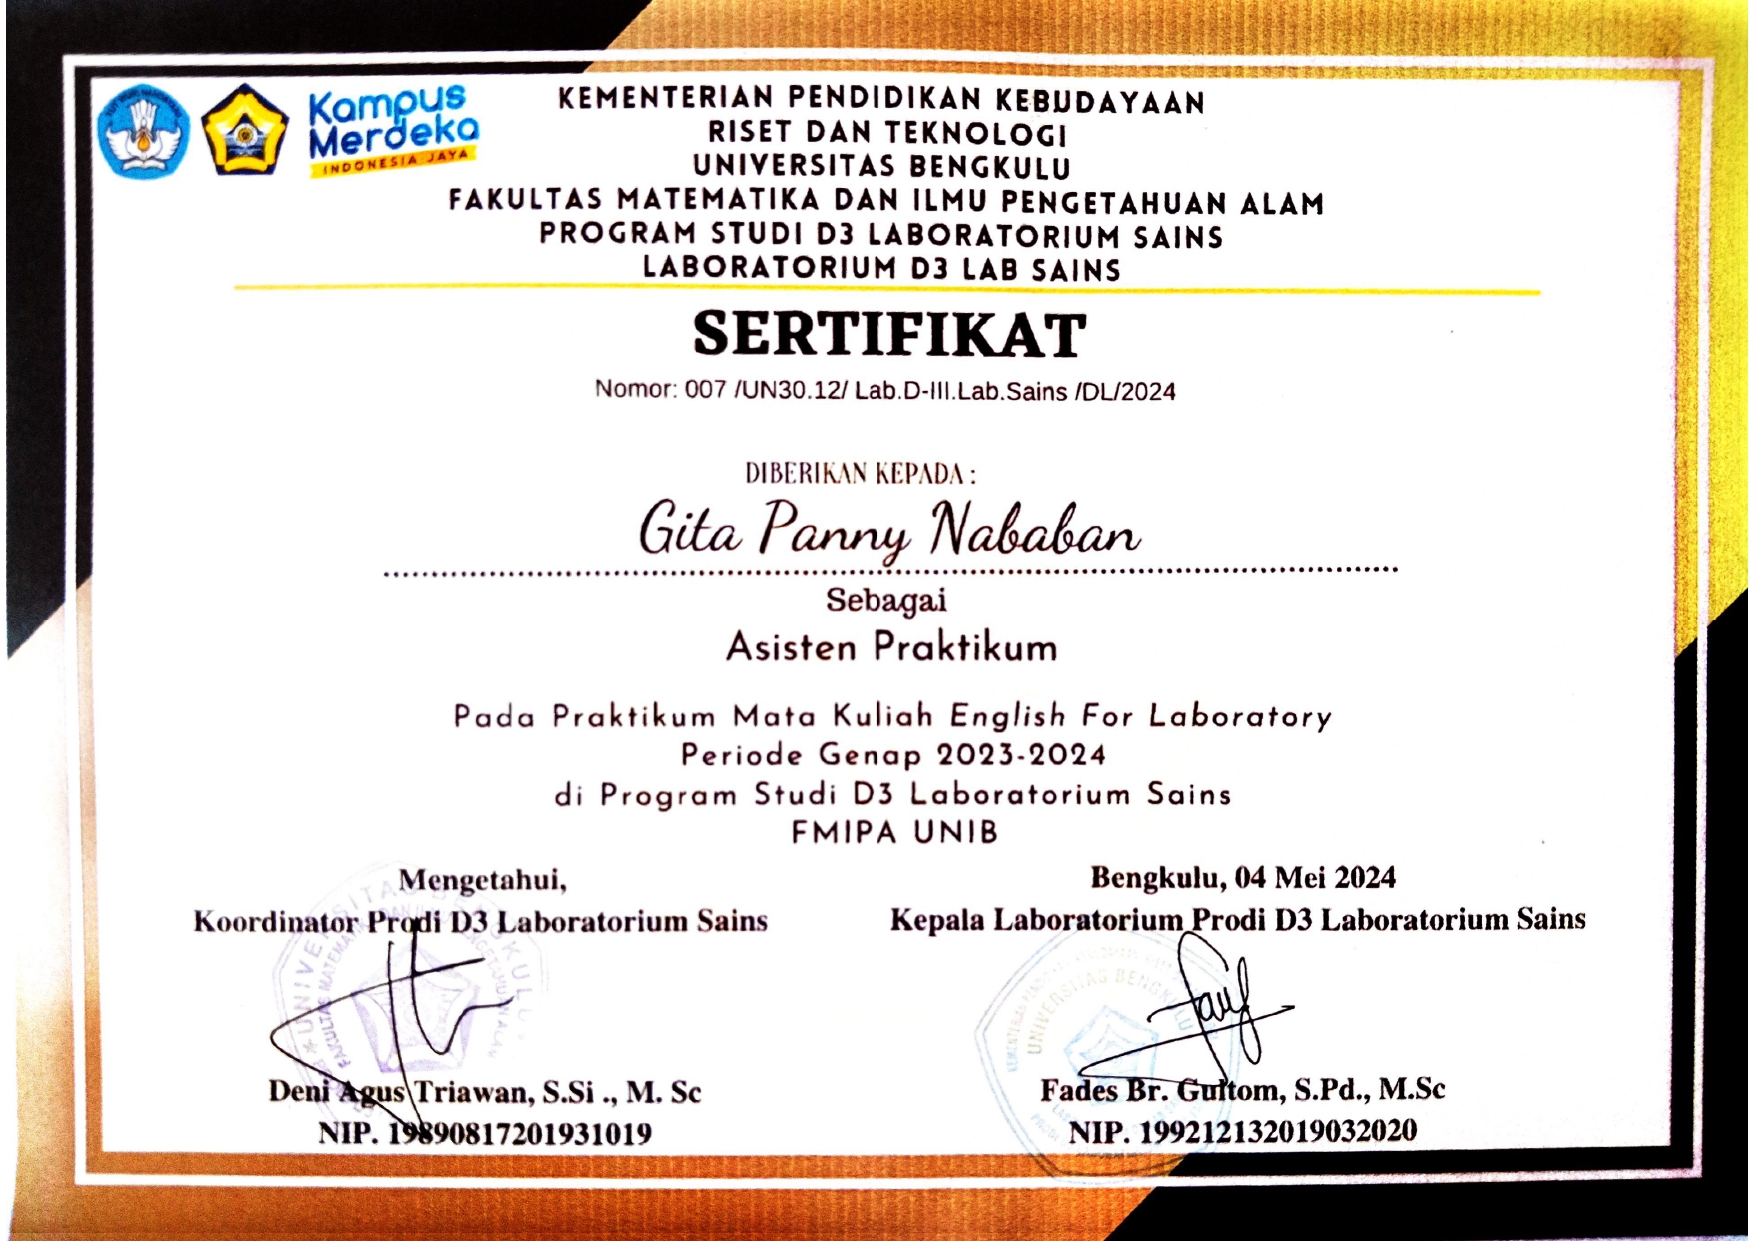 Kampus
Merdeka
INDONESIA JAYA
KEMENTERIAN PENDIDIKAN KEBUDAYAAN
RISET DAN TEKNOLOGI
UNIVERSITAS BENGKULU
FAKULTAS MATEMATIKA DAN ILMU PENGETAHUAN ALAM
PROGRAM STUDI D3 LABORATORIUM SAINS
LABORATORIUM D3 LAB SAINS
SERTIFIKAT
Nomor: 007 /UN30.12/ Lab.D-III.Lab.Sains /DL/2024
DIBERIKAN KEPADA :
Gita Panny Nababan
Sebagai
Asisten Praktikum
Pada Praktikum Mata Kuliah English For Laboratory
Periode Genap 2023-2024
di Program Studi D3 Laboratorium Sains
FMIPA UNIB
Mengetahui,
Koordinator Prodi D3 Laboratorium Sains
Deni Agus Triawan, S.Si ., M. Sc
NIP. 19890817201931019
Bengkulu, 04 Mei 2024
Kepala Laboratorium Prodi D3 Laboratorium Sains
UNIVERSITAS BENGKULU
Fades Br. Gultom, S.Pd., M.Sc
NIP. 199212132019032020